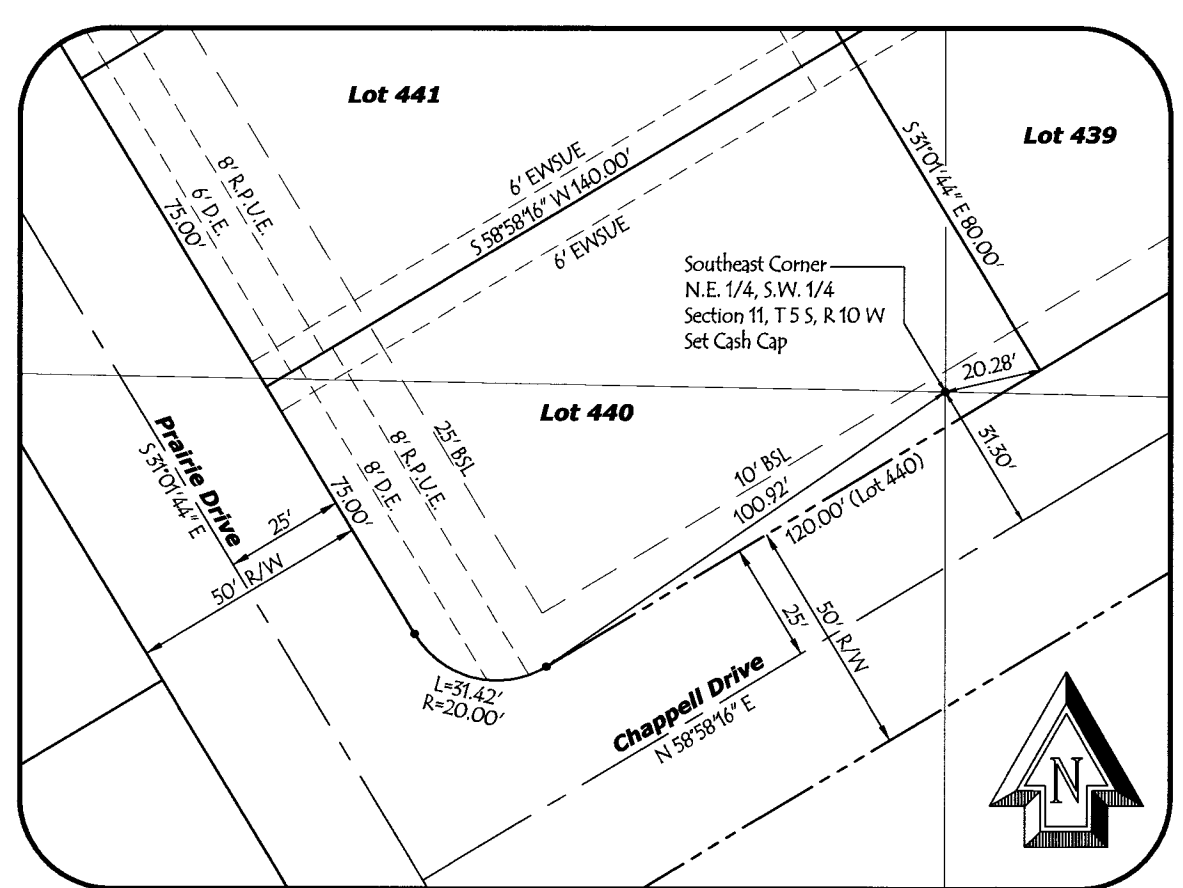 Lot 441
Lot 439
8' R.P.U.E.
6' D.E.
75.00'
6' EWSUE
S 58°58'16" W 140.00'
6' EWSUE
S 31°01'44" E 80.00'
Southeast Corner
N.E. 1/4, S.W. 1/4
Section 11, T 5 S, R 10 W
Set Cash Cap
20.28'
Lot 440
31.30'
Prairie Drive
S 31°01'44" E
25' BSL
8' R.P.U.E.
8' D.E.
75.00'
25'
50' R/W
10' BSL
100.92'
120.00' (Lot 440)
25'
50' R/W
L=31.42'
R=20.00'
Chappell Drive
N 58°58'16" E
N